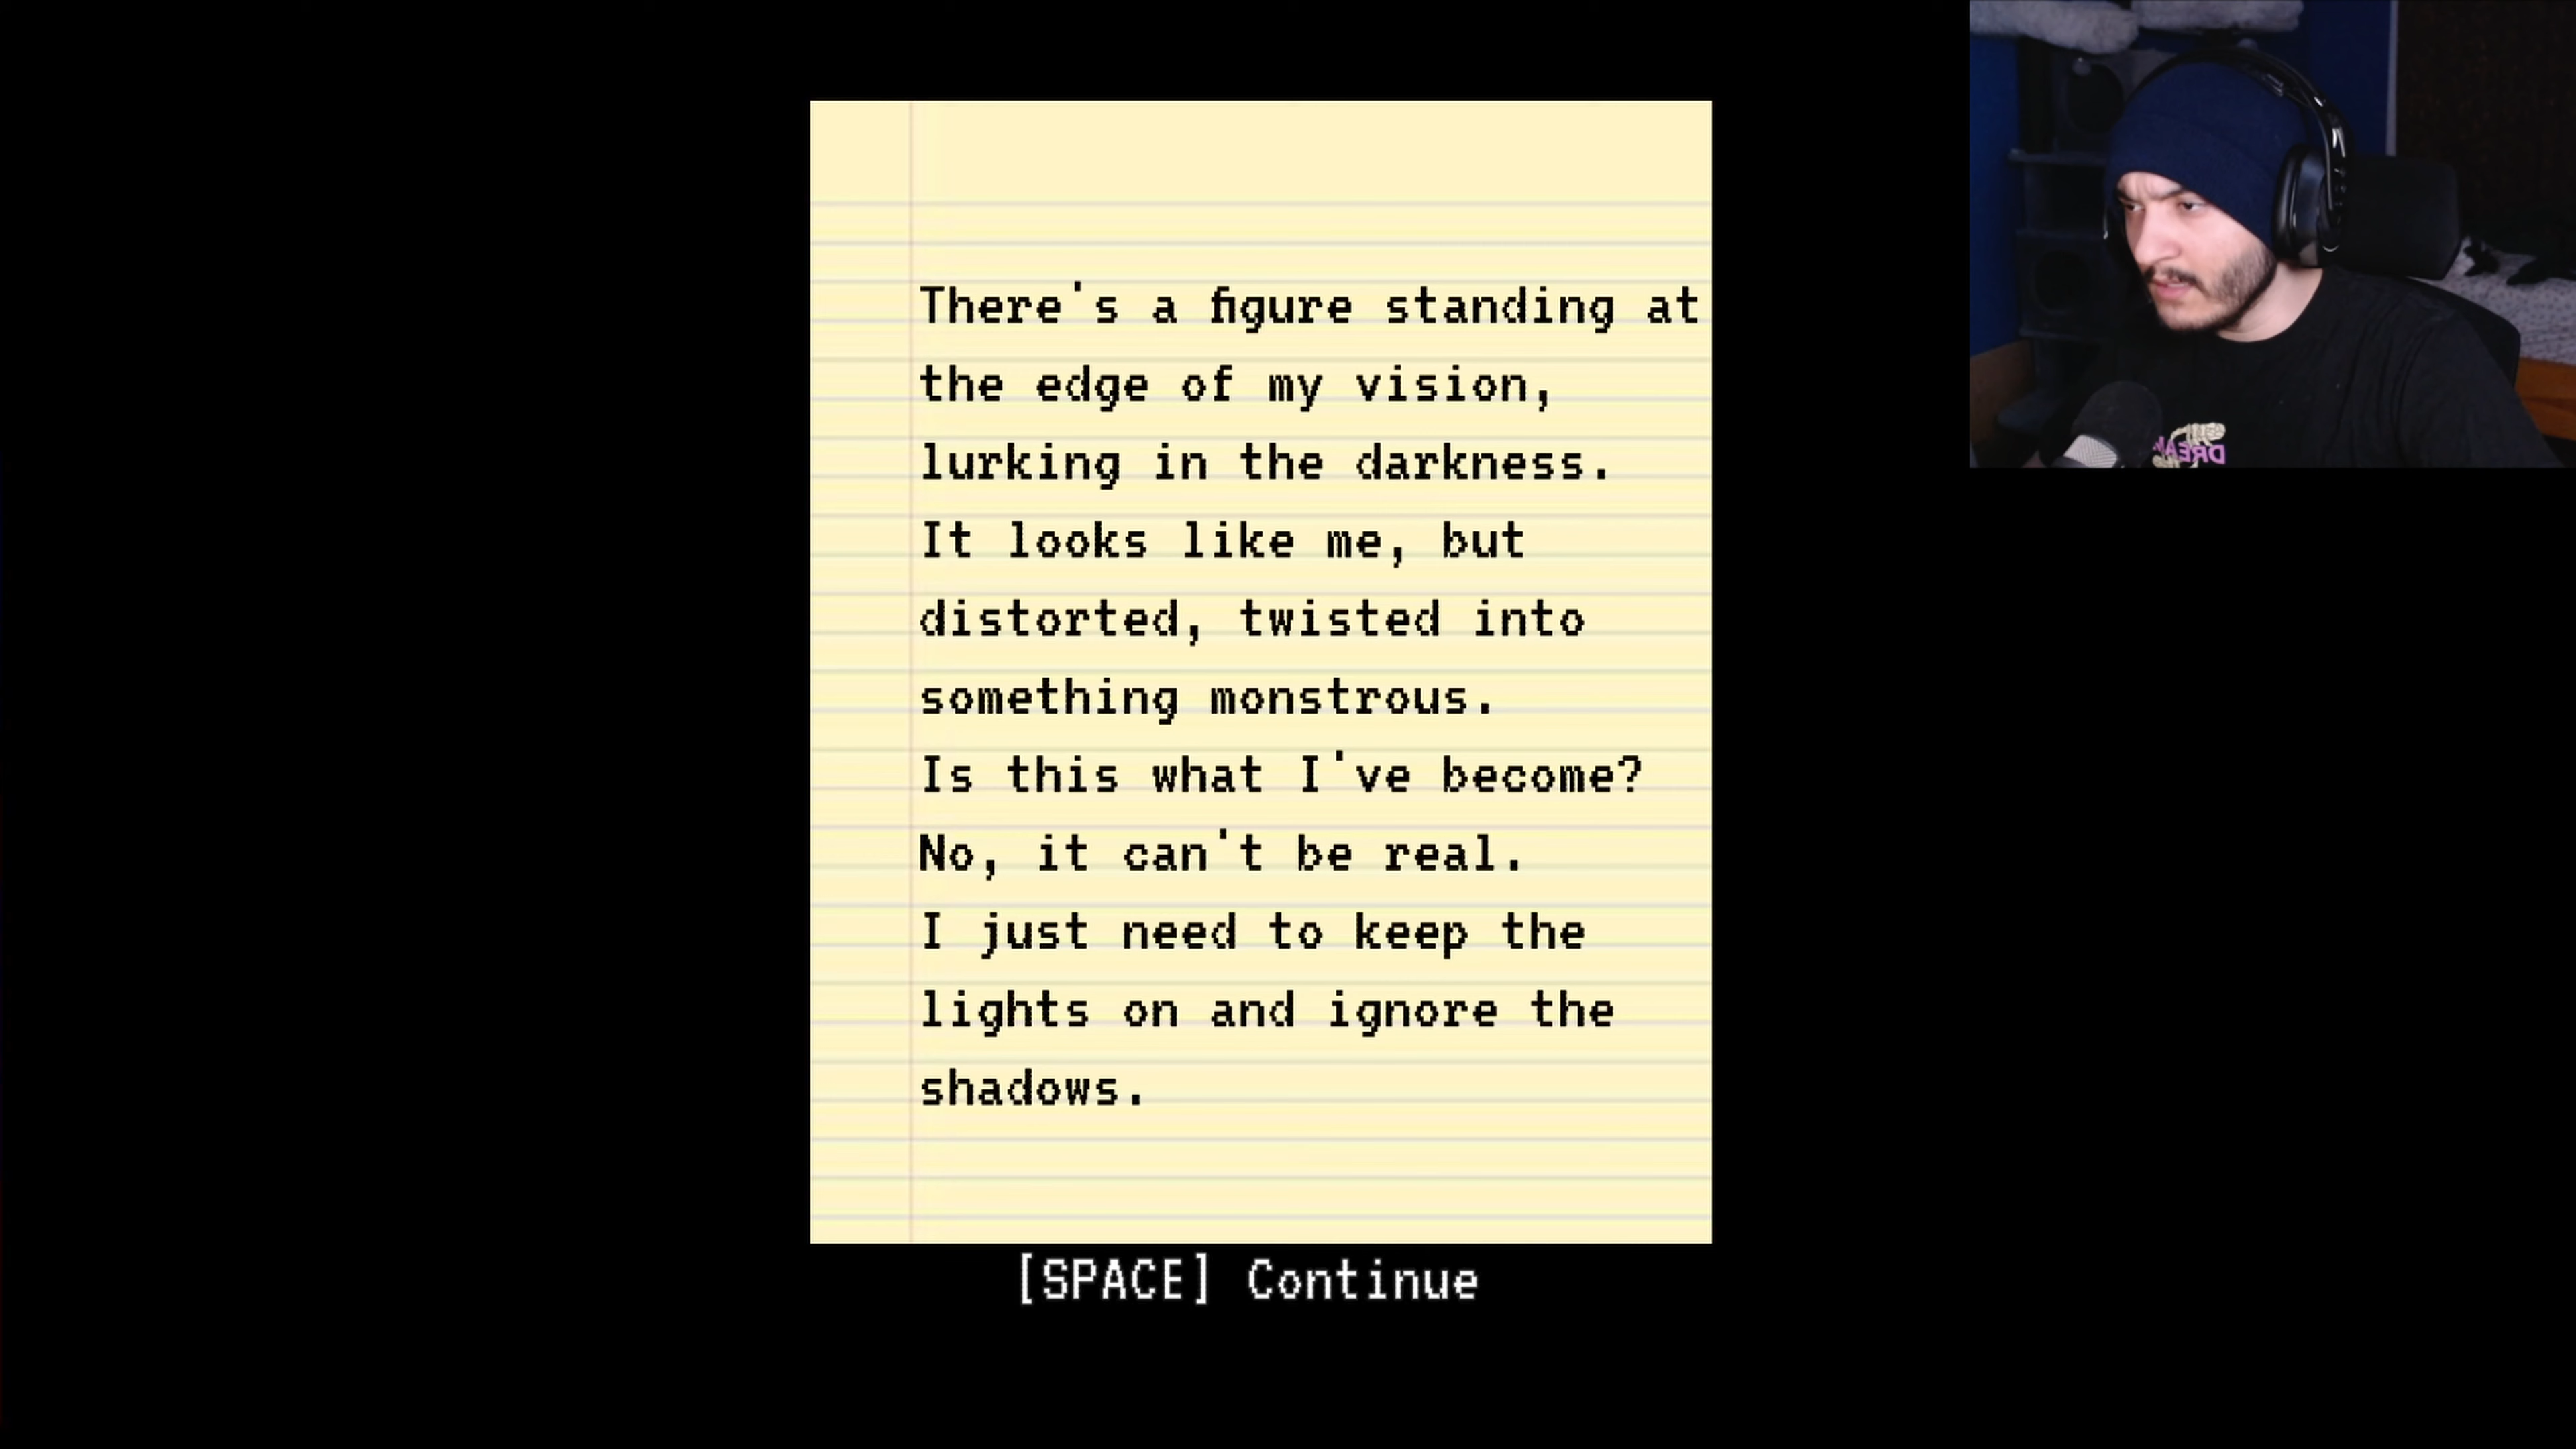 There's a figure standing at
the edge of my vision,
lurking in the darkness.
It looks like me, but
distorted, twisted into
something monstrous.
Is this what I've become?
No, it can't be real.
I just need to keep the
lights on and ignore the
shadows.
[SPACE] Continue